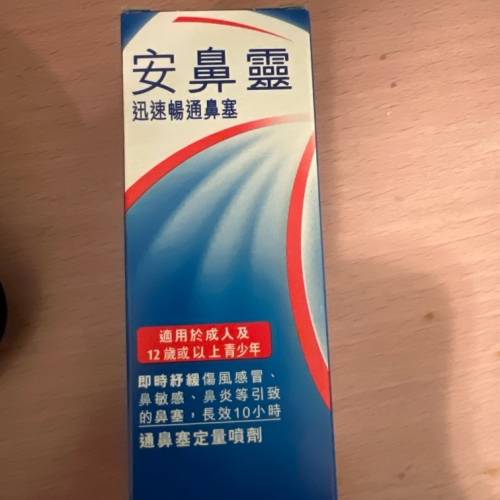 安鼻靈
迅速暢通鼻塞
適用於成人及
12歲或以上青少年
即時紓緩傷風感冒、
鼻敏感、鼻炎等引致
的鼻塞，長效10小時
通鼻塞定量噴劑